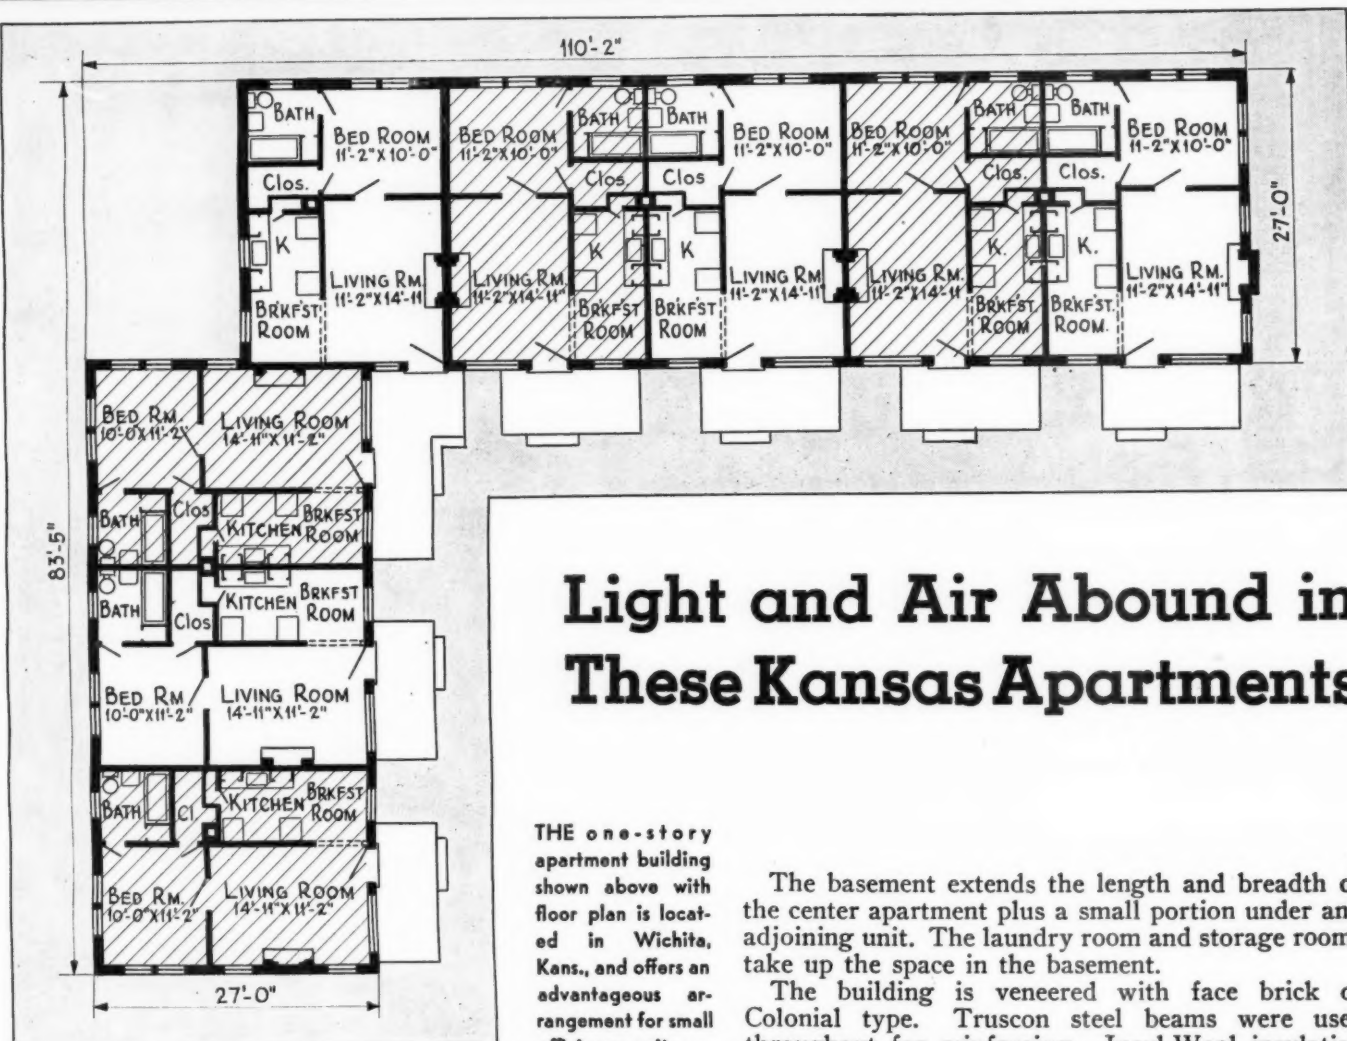 110'-2"
BATH
BED ROOM
11'-2"X10'-0"
Clos.
K
LIVING RM.
11'-2"X14'-11"
BRKF'ST
ROOM
BED ROOM
11'-2"X10'-0"
BATH
Clos.
LIVING RM.
11'-2"X14'-11"
K
BRKF'ST
ROOM
BATH
BED ROOM
11'-2"X10'-0"
Clos
K
LIVING RM
11'-2"X14'-11"
BRKF'ST
ROOM
BED ROOM
11'-2"X10'-0"
BATH
Clos.
LIVING RM.
11'-2"X14'-11
K.
BRKF'ST.
ROOM
BATH
BED ROOM
11'-2"X10'-0"
Clos.
K.
LIVING RM.
11'-2"X14'-11"
BRKF'ST.
ROOM.
27'-0"
83'-5"
BED RM.
10'-0"X11'-2"
LIVING ROOM
14'-11"X11'-2"
BATH
Clos
KITCHEN
BRKFST
ROOM
BATH
Clos
KITCHEN
BRKFST
ROOM
BED RM
10'-0"X11'-2"
LIVING ROOM
14'-11"X11'-2"
BATH
Cl
KITCHEN
BRKFST
ROOM
BED RM.
10'-0"X11'-2"
LIVING ROOM
14'-11"X11'-2"
27'-0"
Light and Air Abound in
These Kansas Apartments
THE one-story
apartment building
shown above with
floor plan is locat-
ed in Wichita,
Kans., and offers an
advantageous ar-
rangement for small
The basement extends the length and breadth
the center apartment plus a small portion under an
adjoining unit. The laundry room and storage room
take up the space in the basement.
The building is veneered with face brick
Colonial type. Truscon steel beams were use